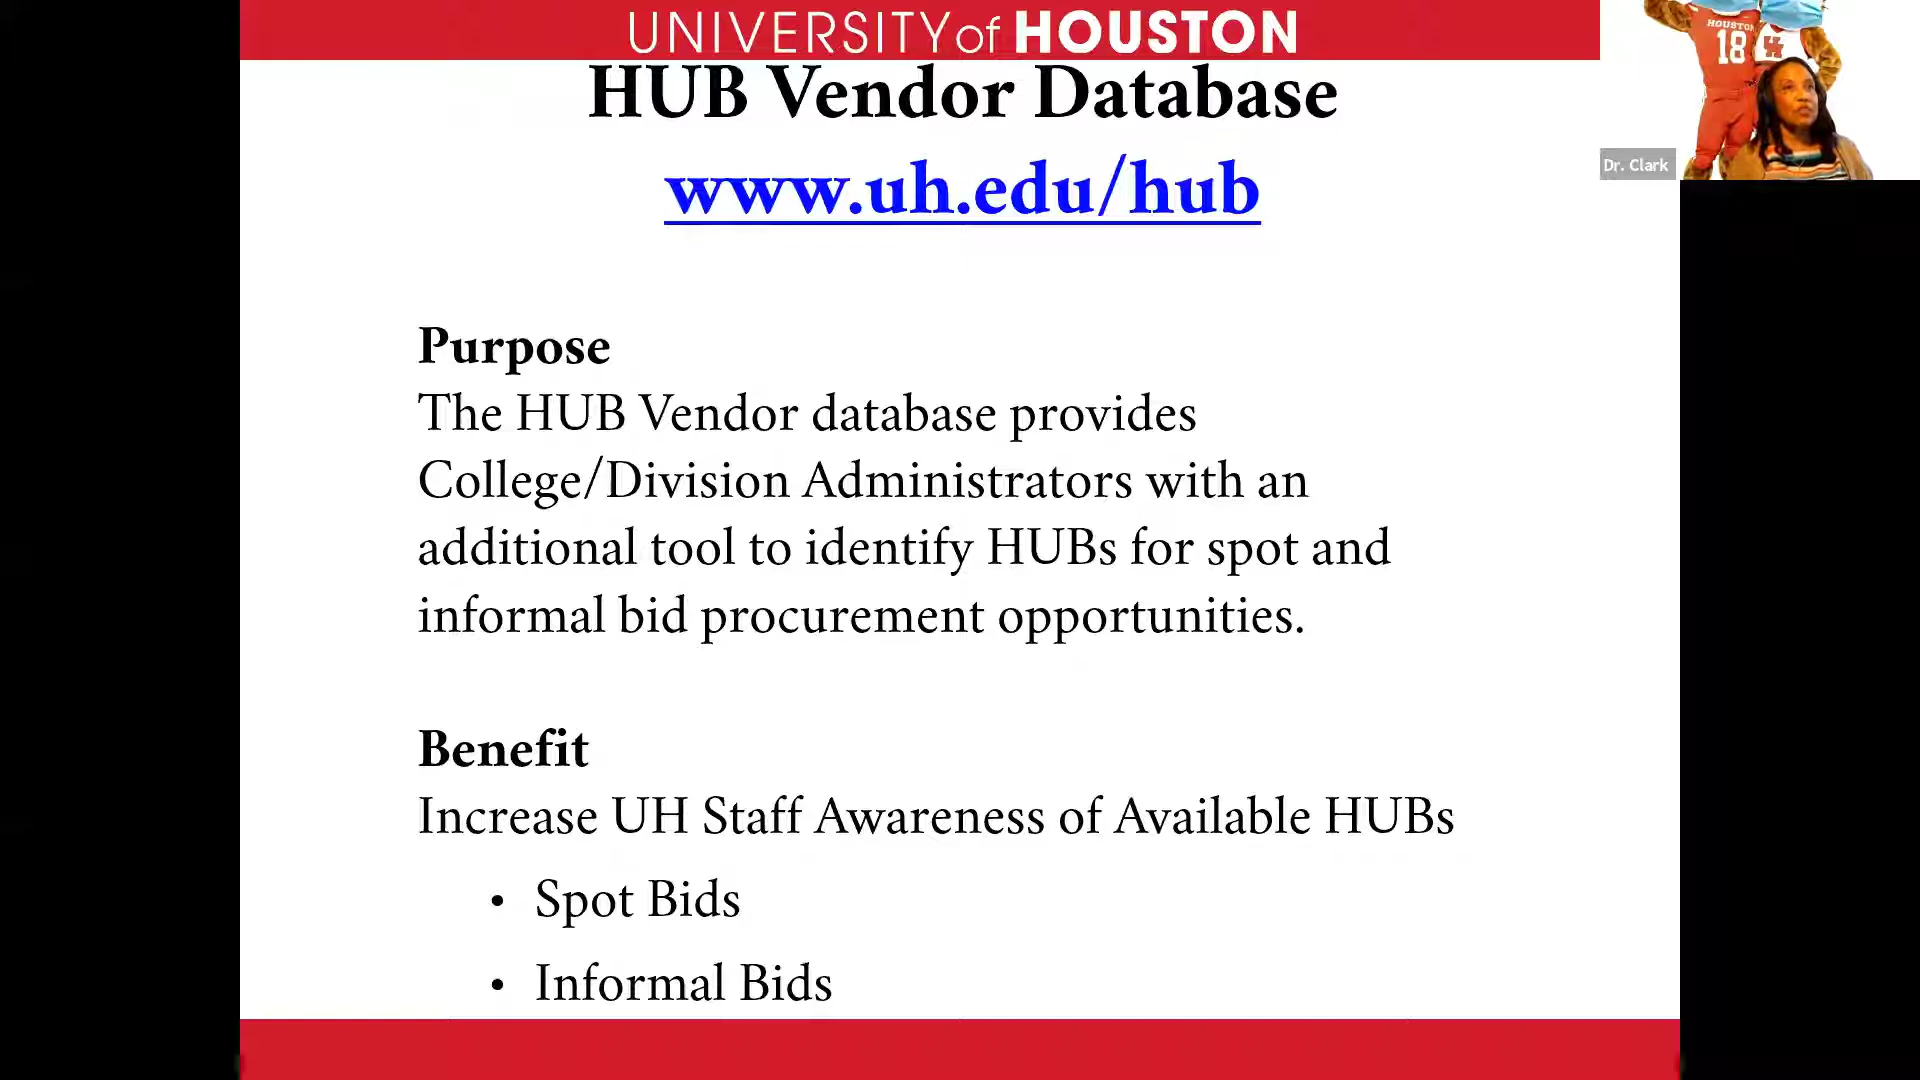 UNIVERSITY of HOUSTON
HUB Vendor Database
www.uh.edu/hub
HOUSTON
18
Dr. Clark
Purpose
The HUB Vendor database provides
College/Division Administrators with an
additional tool to identify HUBs for spot and
informal bid procurement opportunities.
Benefit
Increase UH Staff Awareness of Available HUBs
• Spot Bids
• Informal Bids